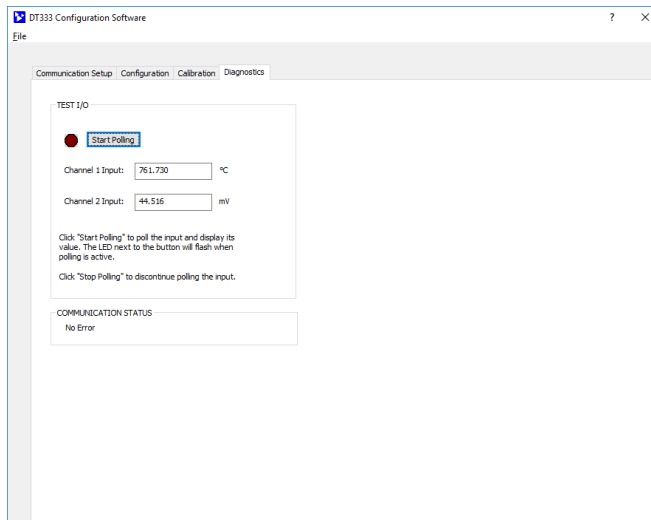 DT333 Configuration Software
?
File
Communication Setup Configuration Calibration Diagnostics
TEST I/O
Start Polling
Channel 1 Input: 761.730 °C
Channel 2 Input: 44.516 mV
Click "Start Polling" to poll the input and display its
value. The LED next to the button will flash when
polling is active.
Click "Stop Polling" to discontinue polling the input.
COMMUNICATION STATUS
No Error